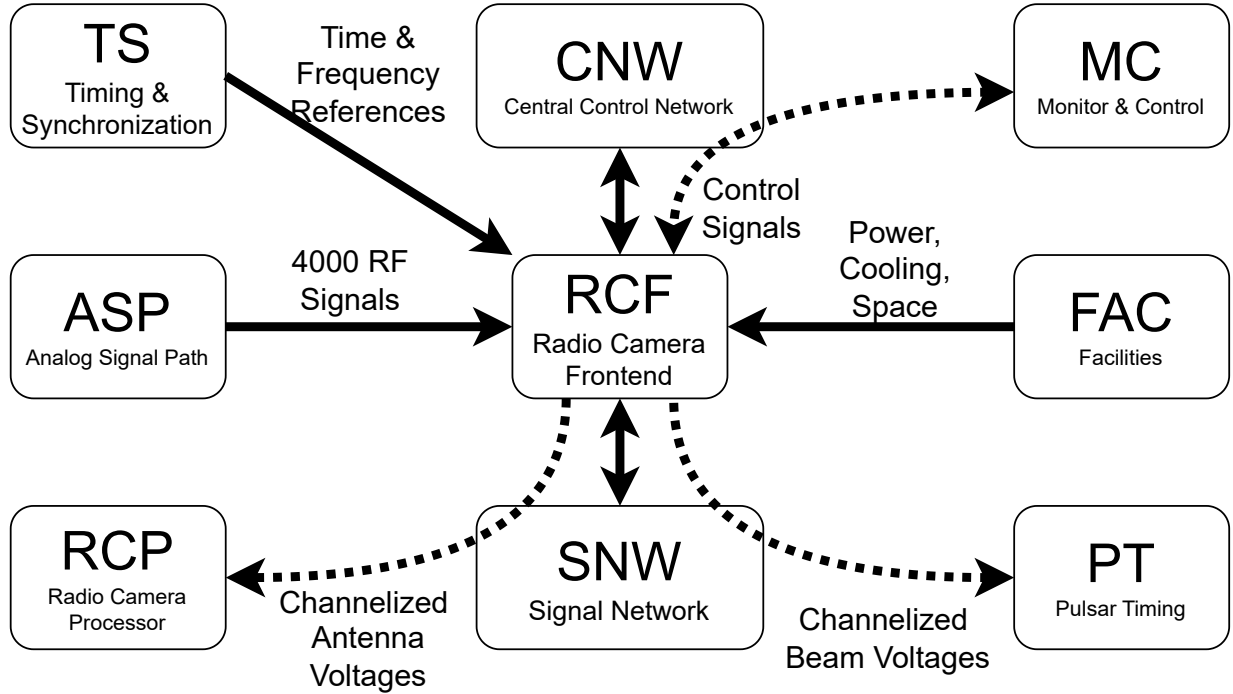 TS
Timing &
Synchronization
Time &
Frequency
References
CNW
Central Control Network
MC
Monitor & Control
Control
Signals
ASP
Analog Signal Path
4000 RF
Signals
RCF
Radio Camera
Frontend
Power,
Cooling,
Space
FAC
Facilities
RCP
Radio Camera
Processor
Channelized
Antenna
Voltages
SNW
Signal Network
Channelized
Beam Voltages
PT
Pulsar Timing